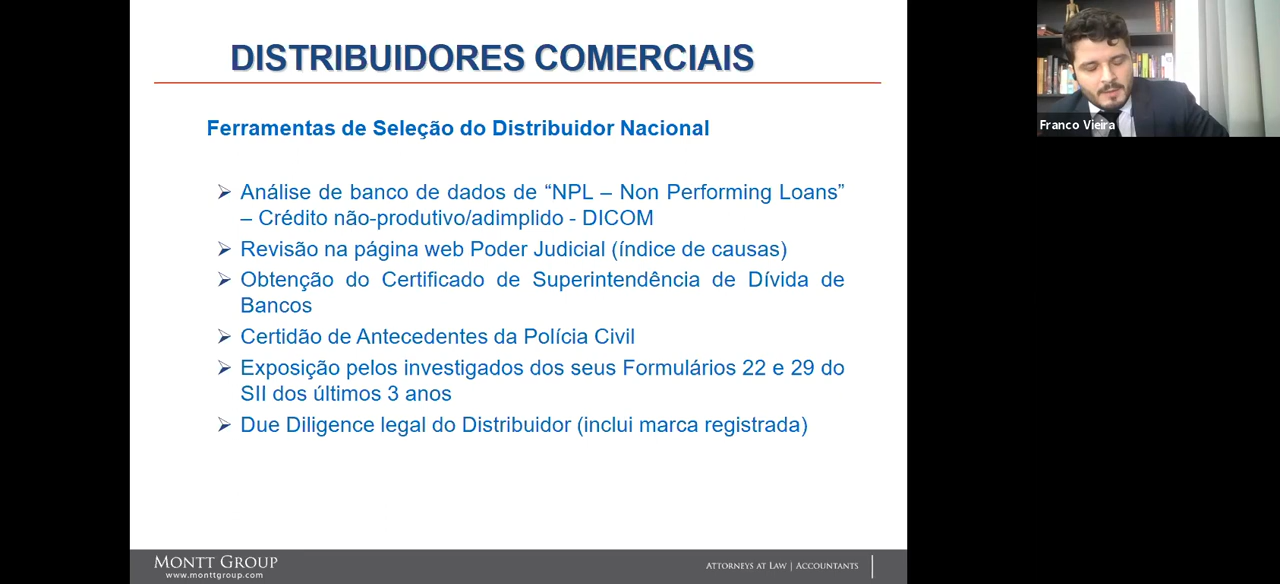 DISTRIBUIDORES COMERCIAIS
Ferramentas de Seleção do Distribuidor Nacional
Análise de banco de dados de “NPL – Non Performing Loans”
– Crédito não-produtivo/adimplido - DICOM
Revisão na página web Poder Judicial (índice de causas)
Obtenção do Certificado de Superintendência de Dívida de
Bancos
Certidão de Antecedentes da Polícia Civil
Exposição pelos investigados dos seus Formulários 22 e 29 do
SII dos últimos 3 anos
Due Diligence legal do Distribuidor (inclui marca registrada)
MONTT GROUP
www.monttgroup.com
ATTORNEYS AT LAW | ACCOUNTANTS
Franco Vieira